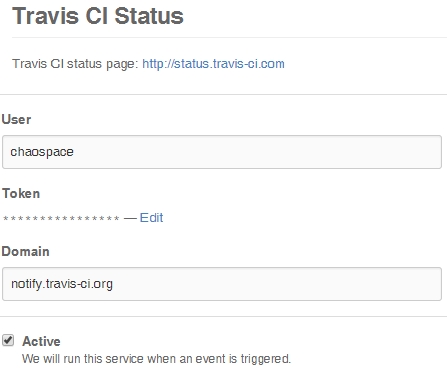 Travis CI Status
Travis CI status page: http://status.travis-ci.com
User
chaospace
Token
**************** — Edit
Domain
notify.travis-ci.org
Active
We will run this service when an event is triggered.